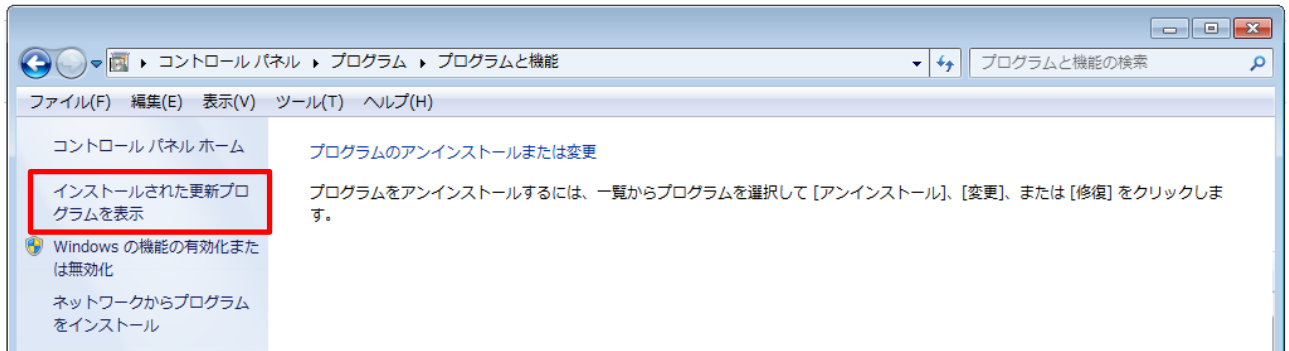 コントロール パネル ▸ プログラム ▸ プログラムと機能
プログラムと機能の検索
ファイル(F) 編集(E) 表示(V) ツール(T) ヘルプ(H)
コントロール パネル ホーム
インストールされた更新プロ
グラムを表示
Windows の機能の有効化また
は無効化
ネットワークからプログラム
をインストール
プログラムのアンインストールまたは変更
プログラムをアンインストールするには、一覧からプログラムを選択して [アンインストール]、[変更]、または [修復] をクリックしま
す。